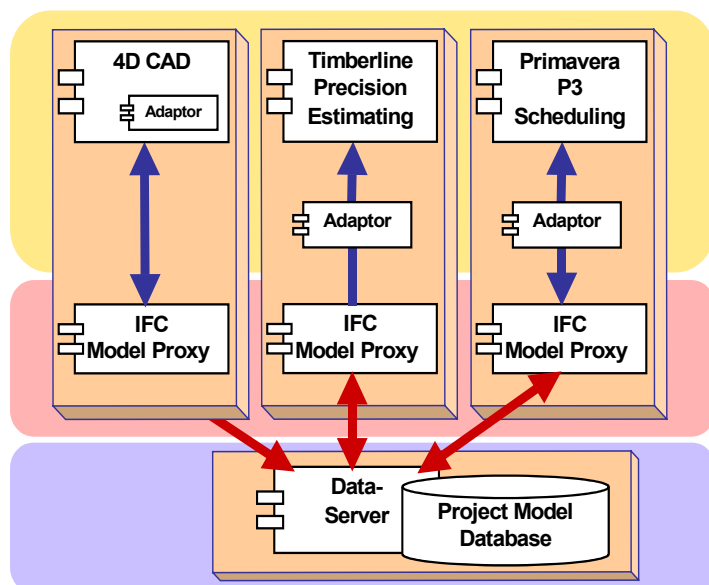 4D CAD
Adaptor
Timberline
Precision
Estimating
Primavera
P3
Scheduling
Adaptor
Adaptor
IFC
Model Proxy
IFC
Model Proxy
IFC
Model Proxy
Data-
Server
Project Model
Database